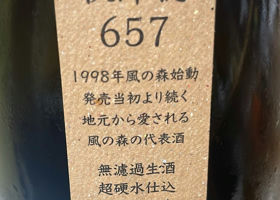 657
1998年風の森始動
発売当初より続く
地元から愛される
風の森の代表酒
無濾過生酒
超硬水仕込